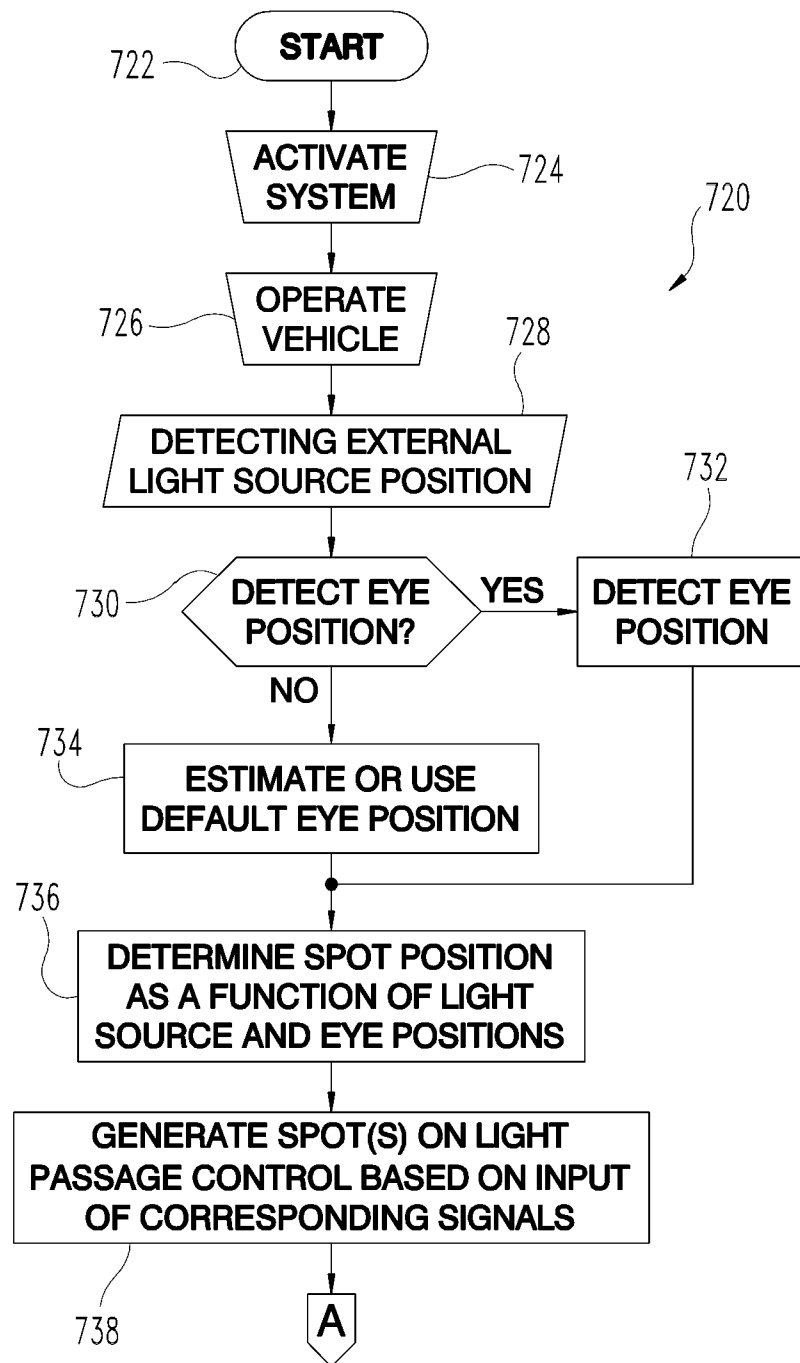 START
722
ACTIVATE
SYSTEM
724
720
OPERATE
VEHICLE
726
728
DETECTING EXTERNAL
LIGHT SOURCE POSITION
732
730
DETECT EYE
POSITION?
YES
DETECT EYE
POSITION
NO
734
ESTIMATE OR USE
DEFAULT EYE POSITION
736
DETERMINE SPOT POSITION
AS A FUNCTION OF LIGHT
SOURCE AND EYE POSITIONS
GENERATE SPOT(S) ON LIGHT
PASSAGE CONTROL BASED ON INPUT
OF CORRESPONDING SIGNALS
738
A